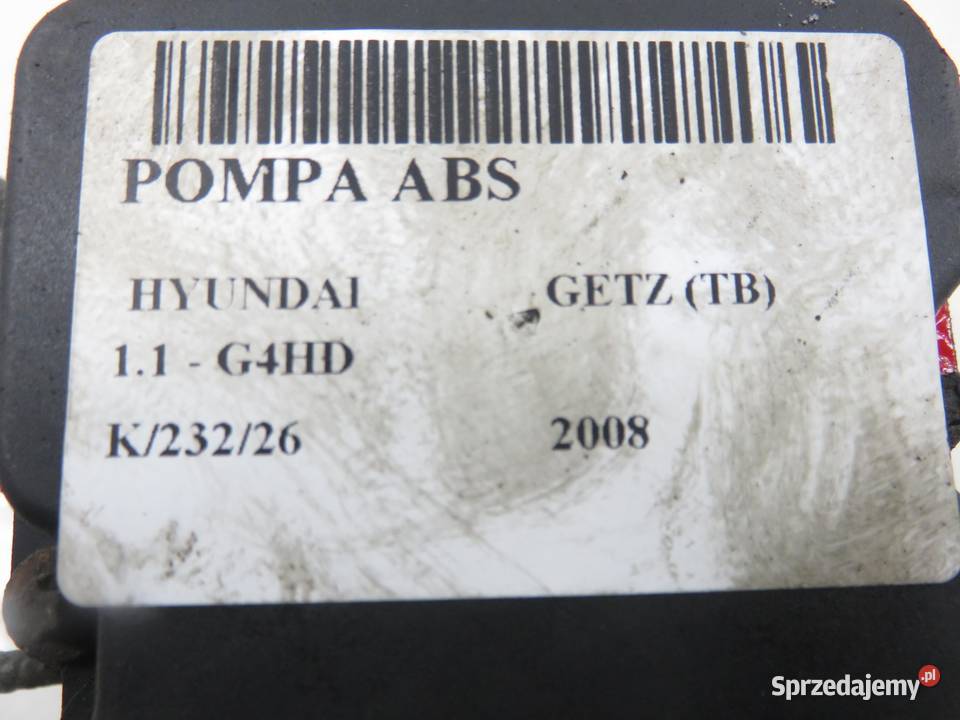 POMPA ABS
HYUNDAI GETZ (TB)
1.1 - G4HD
K/232/26 2008
Sprzedajemy.pl